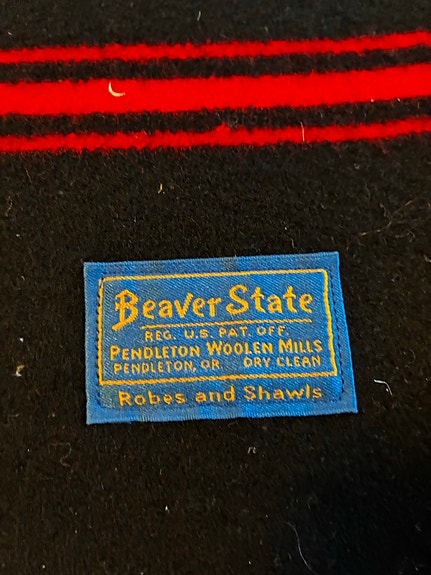 Beaver State
REG. U.S. PAT. OFF.
PENDLETON WOOLEN MILLS
PENDLETON, OR. DRY CLEAN
Robes and Shawls